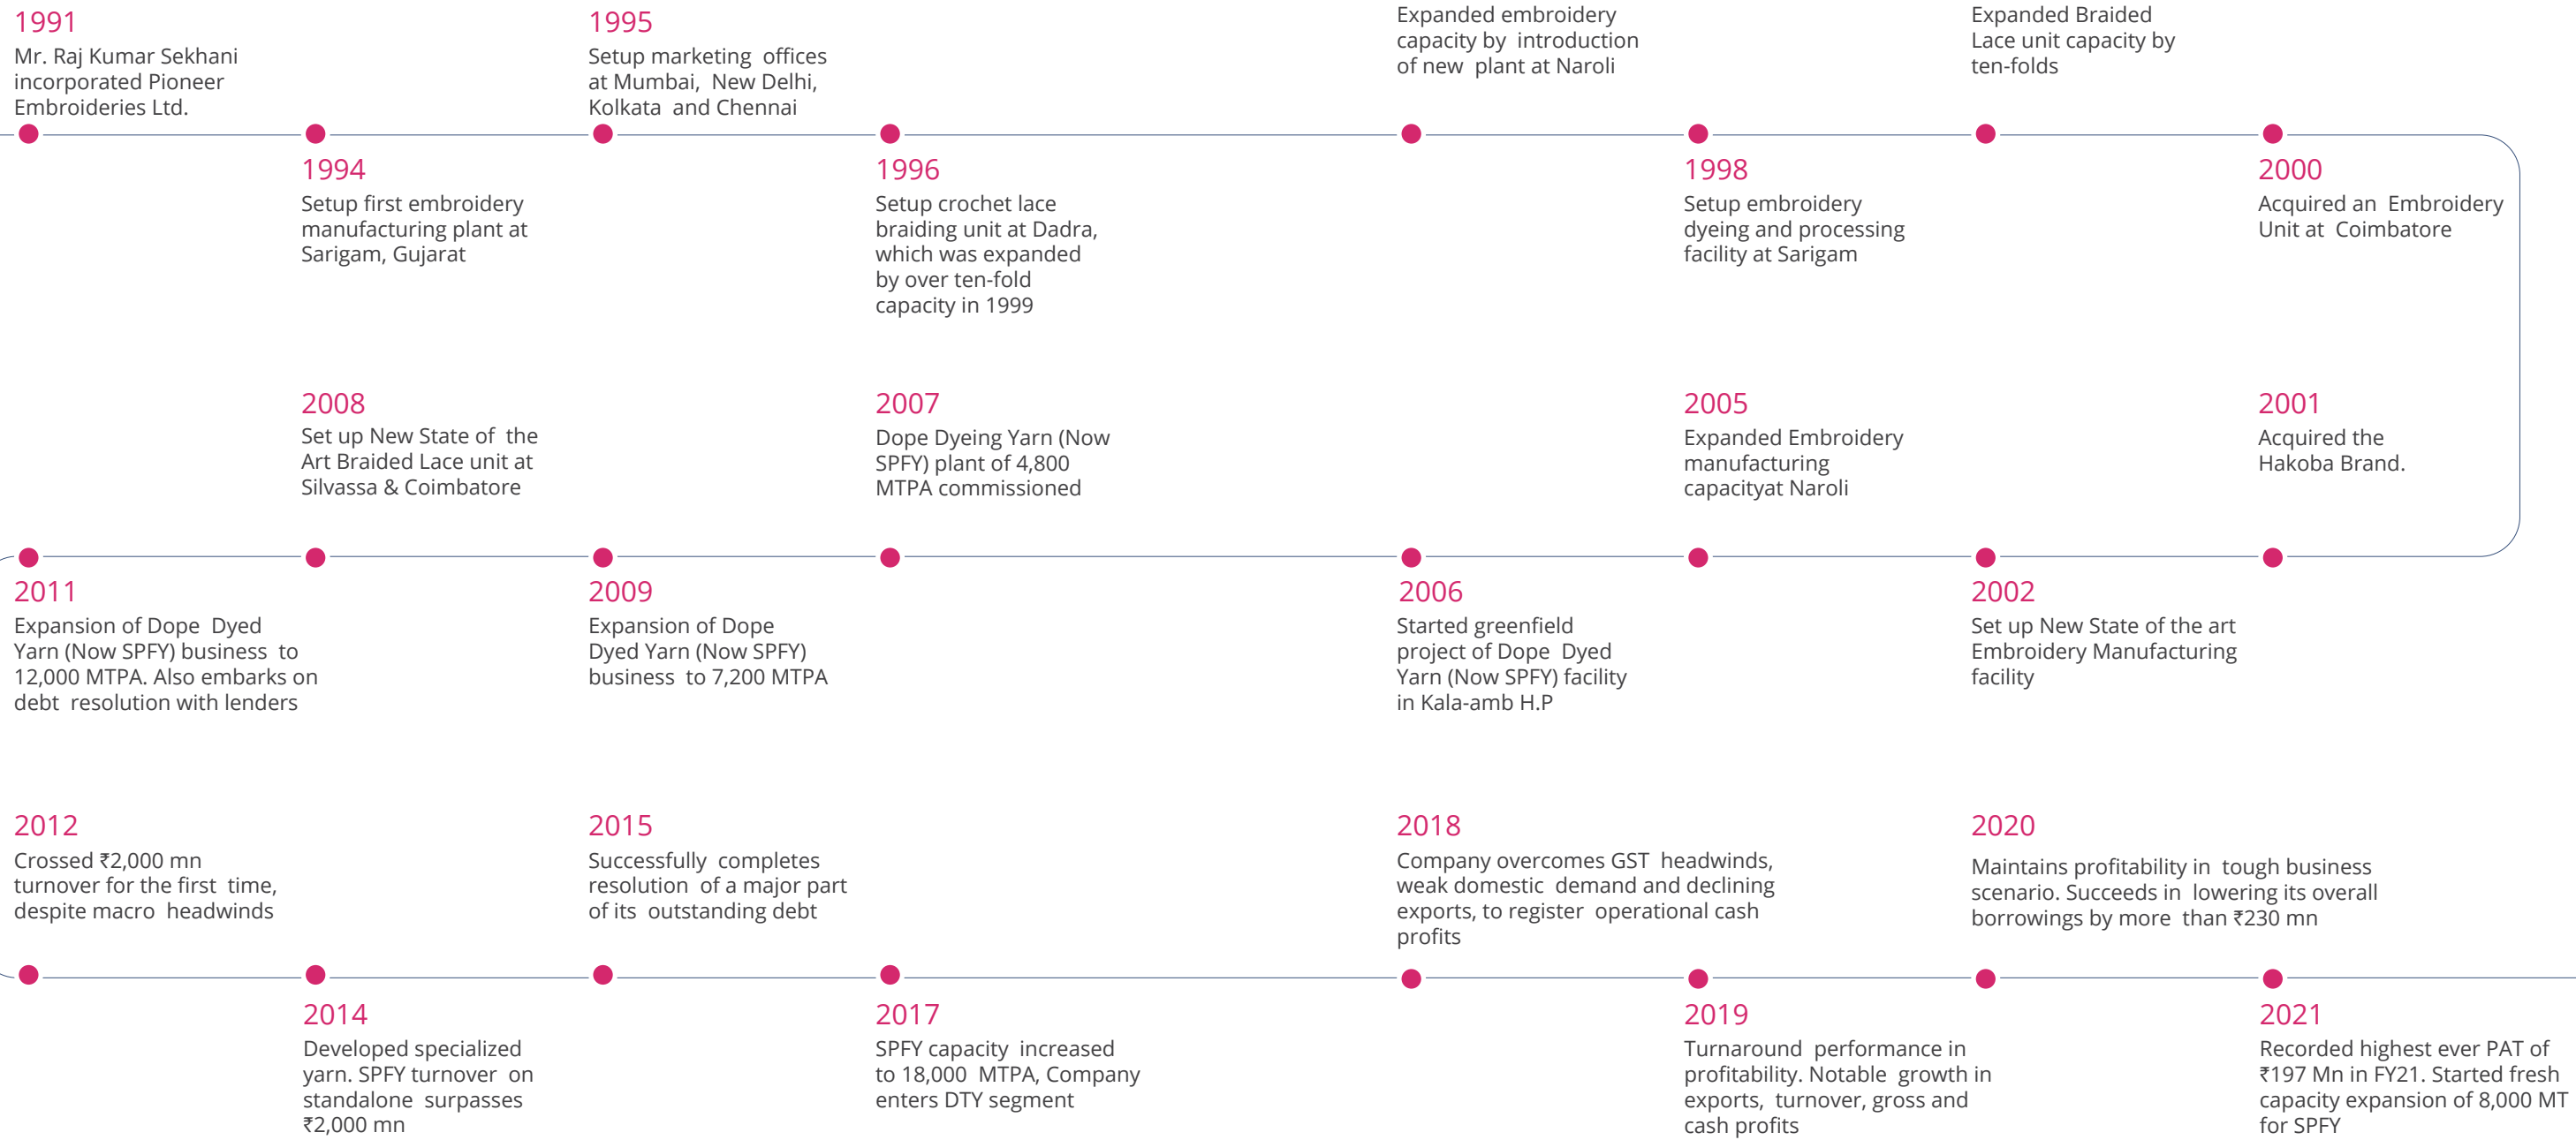 1991
Mr. Raj Kumar Sekhani
incorporated Pioneer
Embroideries Ltd.
1994
Setup first embroidery
manufacturing plant at
Sarigam, Gujarat
1995
Setup marketing offices
at Mumbai, New Delhi,
Kolkata and Chennai
1996
Setup crochet lace
braiding unit at Dadra,
which was expanded
by over ten-fold
capacity in 1999
Expanded embroidery
capacity by introduction
of new plant at Naroli
1998
Setup embroidery
dyeing and processing
facility at Sarigam
Expanded Braided
Lace unit capacity by
ten-folds
2000
Acquired an Embroidery
Unit at Coimbatore
2001
Acquired the
Hakoba Brand.
2002
Set up New State of the art
Embroidery Manufacturing
facility
2005
Expanded Embroidery
manufacturing
capacityat Naroli
2006
Started greenfield
project of Dope Dyed
Yarn (Now SPFY) facility
in Kala-amb H.P
2007
Dope Dyeing Yarn (Now
SPFY) plant of 4,800
MTPA commissioned
2008
Set up New State of the
Art Braided Lace unit at
Silvassa & Coimbatore
2009
Expansion of Dope
Dyed Yarn (Now SPFY)
business to 7,200 MTPA
2011
Expansion of Dope Dyed
Yarn (Now SPFY) business to
12,000 MTPA. Also embarks on
debt resolution with lenders
2012
Crossed ₹2,000 mn
turnover for the first time,
despite macro headwinds
2014
Developed specialized
yarn. SPFY turnover on
standalone surpasses
₹2,000 mn
2015
Successfully completes
resolution of a major part
of its outstanding debt
2017
SPFY capacity increased
to 18,000 MTPA, Company
enters DTY segment
2018
Company overcomes GST headwinds,
weak domestic demand and declining
exports, to register operational cash
profits
2019
Turnaround performance in
profitability. Notable growth in
exports, turnover, gross and
cash profits
2020
Maintains profitability in tough business
scenario. Succeeds in lowering its overall
borrowings by more than ₹230 mn
2021
Recorded highest ever PAT of
₹197 Mn in FY21. Started fresh
capacity expansion of 8,000 MT
for SPFY